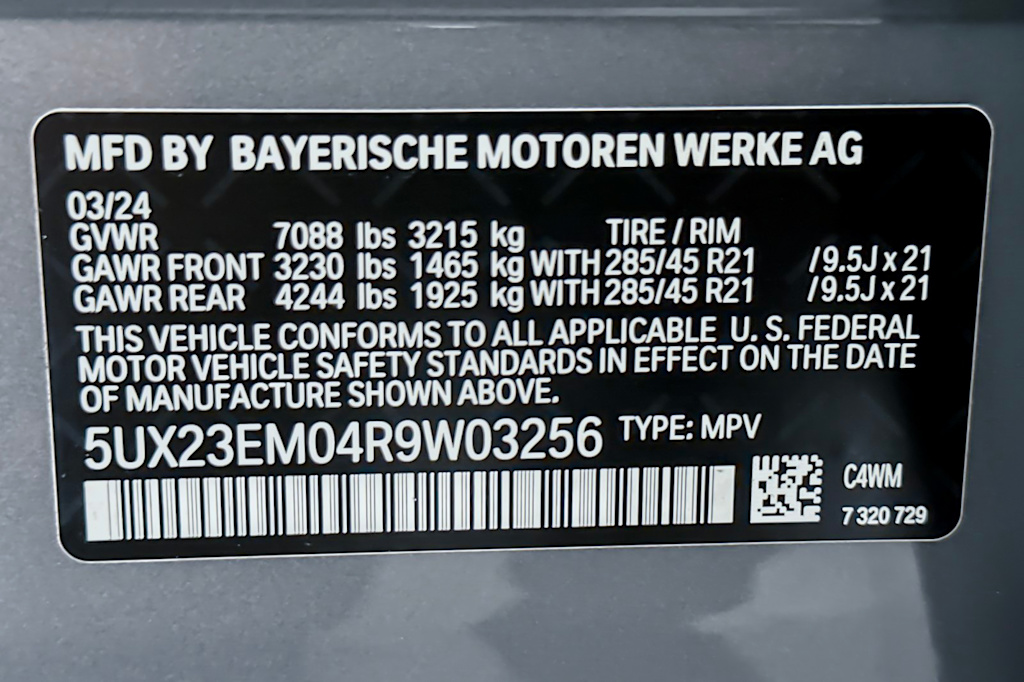 MFD BY BAYERISCHE MOTOREN WERKE AG
03/24
GVWR 7088 lbs 3215 kg TIRE / RIM
GAWR FRONT 3230 lbs 1465 kg WITH 285/45 R21 / 9.5J x 21
GAWR REAR 4244 lbs 1925 kg WITH 285/45 R21 / 9.5J x 21
THIS VEHICLE CONFORMS TO ALL APPLICABLE U. S. FEDERAL
MOTOR VEHICLE SAFETY STANDARDS IN EFFECT ON THE DATE
OF MANUFACTURE SHOWN ABOVE.
5UX23EM04R9W03256 TYPE: MPV
C4WM
7 320 729